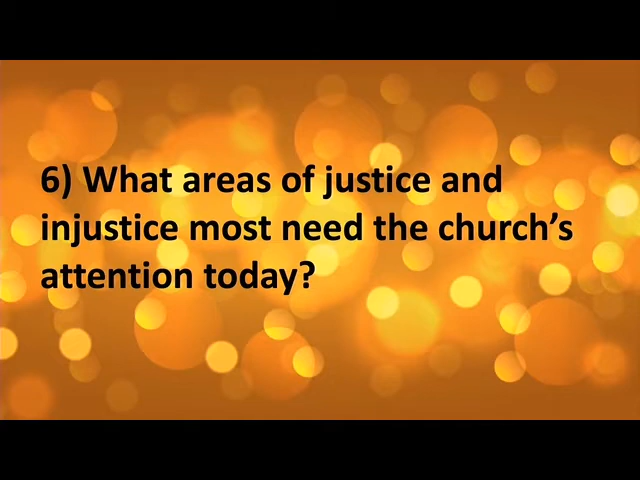 6) What areas of justice and
injustice most need the church’s
attention today?